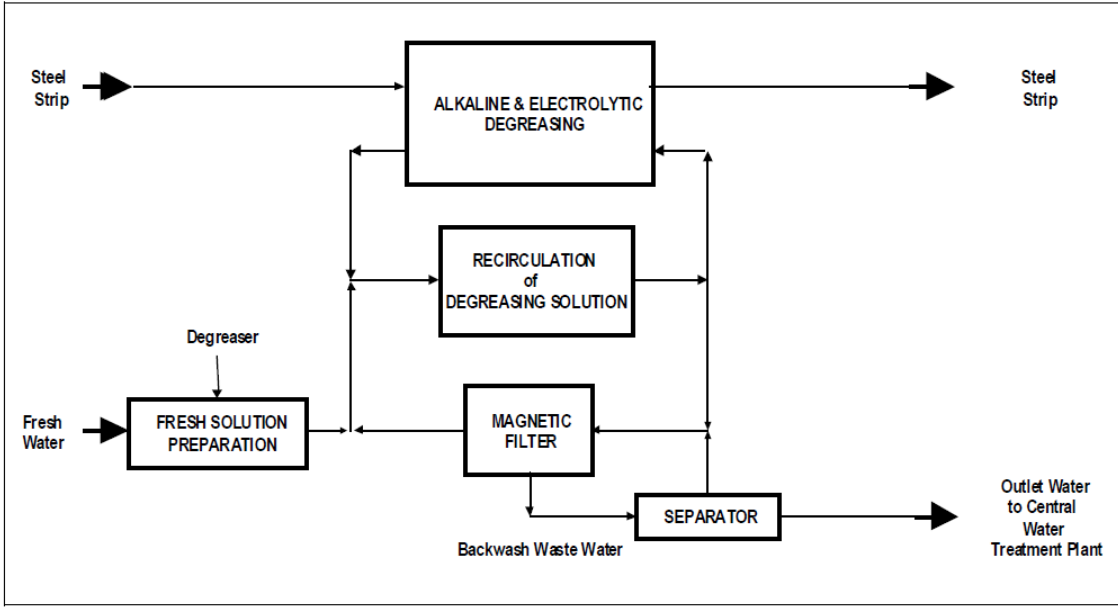 Steel
Strip
ALKALINE & ELECTROLYTIC
DEGREASING
Steel
Strip
RECIRCULATION
of
DEGREASING SOLUTION
Degreaser
Fresh
Water
FRESH SOLUTION
PREPARATION
MAGNETIC
FILTER
SEPARATOR
Backwash Waste Water
Outlet Water
to Central
Water
Treatment Plant